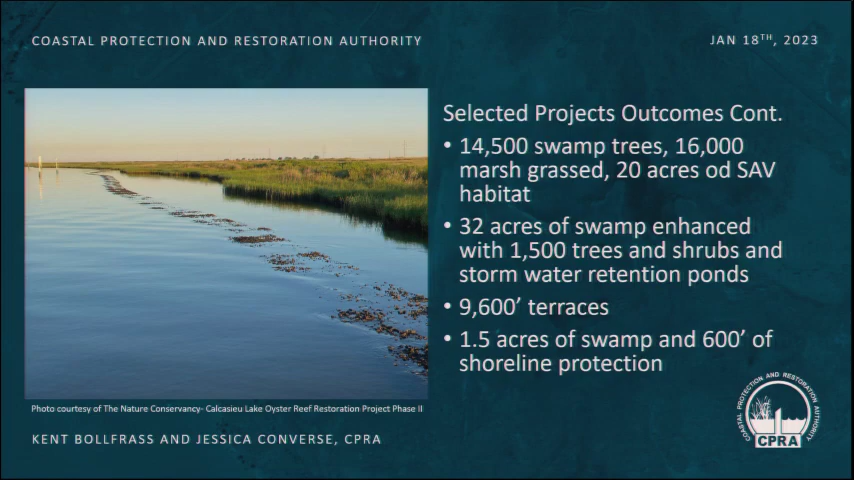 COASTAL PROTECTION AND RESTORATION AUTHORITY
JAN 18TH, 2023
Selected Projects Outcomes Cont.
• 14,500 swamp trees, 16,000
marsh grassed, 20 acres od SAV
habitat
• 32 acres of swamp enhanced
with 1,500 trees and shrubs and
storm water retention ponds
• 9,600’ terraces
• 1.5 acres of swamp and 600’ of
shoreline protection
Photo courtesy of The Nature Conservancy- Calcasieu Lake Oyster Reef Restoration Project Phase II
KENT BOLLFRASS AND JESSICA CONVERSE, CPRA
COASTAL PROTECTION AND RESTORATION AUTHORITY
CPRA